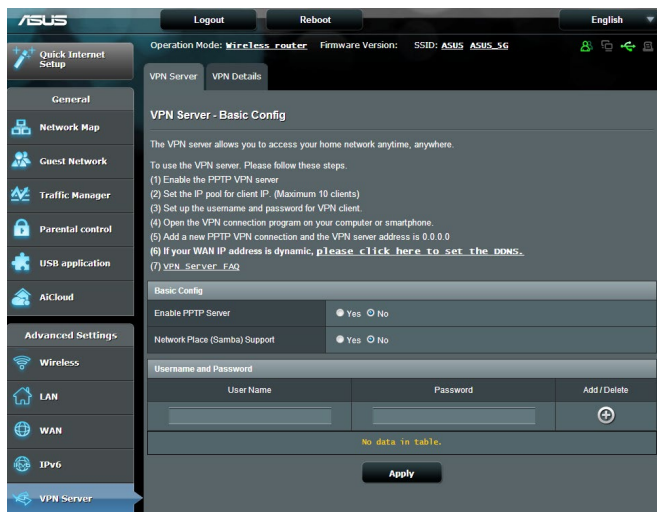 ASUS
Logout
Reboot
English
Quick Internet
Setup
Operation Mode: Wireless router Firmware Version: SSID: ASUS ASUS_5G
VPN Server
VPN Details
General
Network Map
Guest Network
Traffic Manager
Parental control
USB application
AiCloud
Advanced Settings
Wireless
LAN
WAN
IPv6
VPN Server
VPN Server - Basic Config
The VPN server allows you to access your home network anytime, anywhere.
To use the VPN server. Please follow these steps.
(1) Enable the PPTP VPN server
(2) Set the IP pool for client IP. (Maximum 10 clients)
(3) Set up the username and password for VPN client.
(4) Open the VPN connection program on your computer or smartphone.
(5) Add a new PPTP VPN connection and the VPN server address is 0.0.0.0
(6) If your WAN IP address is dynamic, please click here to set the DDNS.
(7) VPN Server FAQ
Basic Config
Enable PPTP Server Yes No
Network Place (Samba) Support Yes No
Username and Password
User Name Password Add / Delete
No data in table.
Apply